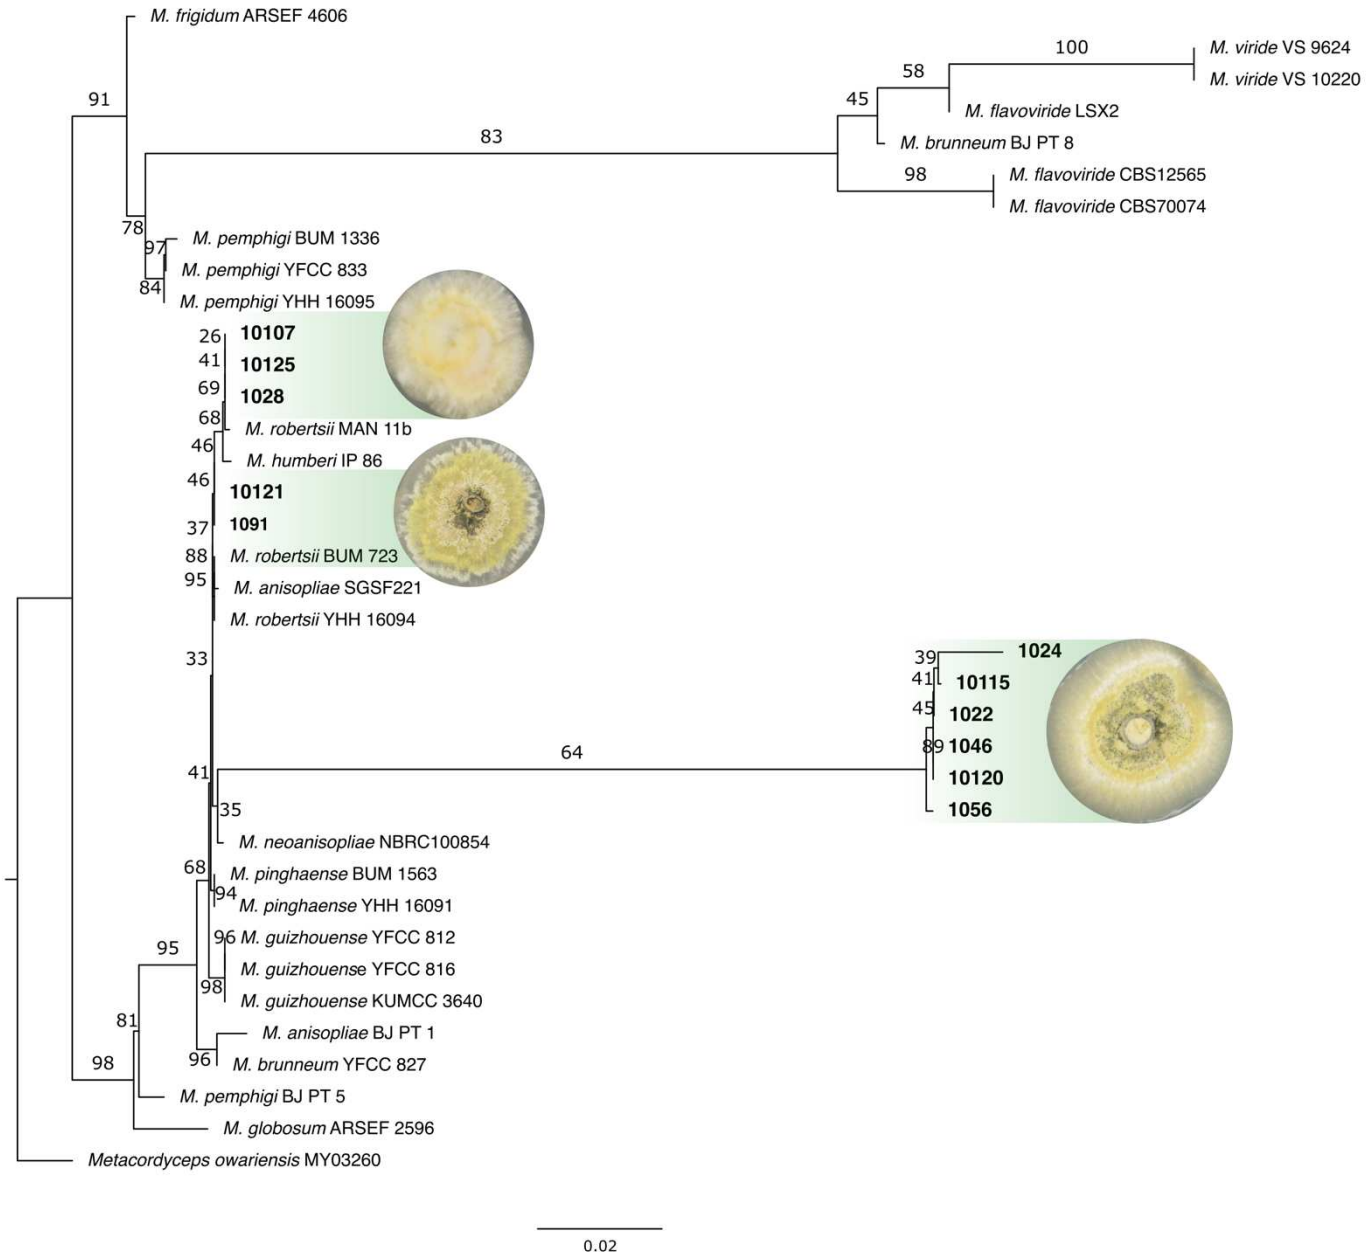 M. frigidum ARSEF 4606
100
M. viride VS 9624
58
M. viride VS 10220
91
45
M. flavoviride LSX2
83
M. brunneum BJ PT 8
98
M. flavoviride CBS12565
M. flavoviride CBS70074
78
97
M. pemphigi BUM 1336
M. pemphigi YFCC 833
84
M. pemphigi YHH 16095
26
10107
41
10125
69
1028
68
M. robertsii MAN 11b
46
M. humberi IP 86
46
10121
37
1091
88
M. robertsii BUM 723
95
M. anisopliae SGSF221
M. robertsii YHH 16094
33
39
1024
41
10115
45
1022
89
1046
64
10120
41
35
1056
M. neoanisopliae NBRC100854
68
M. pinghaense BUM 1563
94
M. pinghaense YHH 16091
96
M. guizhouense YFCC 812
95
M. guizhouense YFCC 816
98
M. guizhouense KUMCC 3640
81
M. anisopliae BJ PT 1
98
96
M. brunneum YFCC 827
M. pemphigi BJ PT 5
M. globosum ARSEF 2596
Metacordyceps owariensis MY03260
0.02